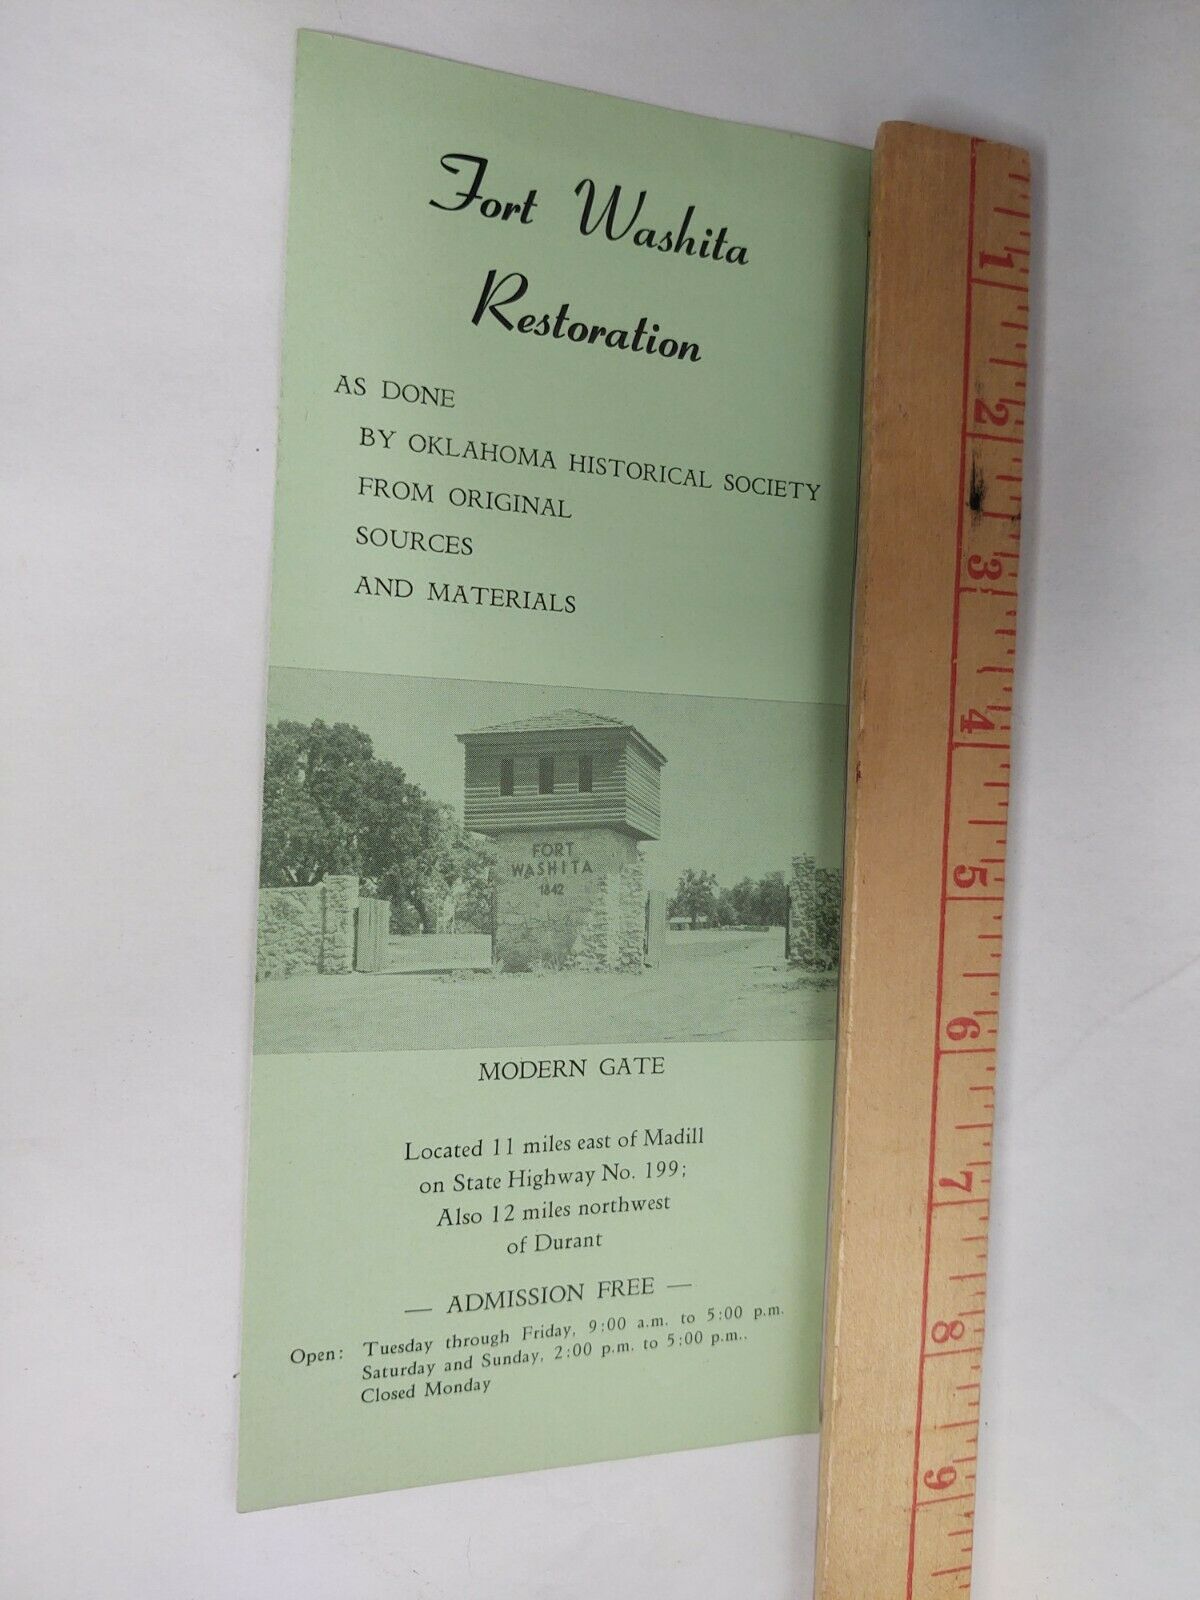 Fort Washita
Restoration
AS DONE
BY OKLAHOMA HISTORICAL SOCIETY
FROM ORIGINAL
SOURCES
AND MATERIALS
FORT
WASHITA
1842
MODERN GATE
Located 11 miles east of Madill
on State Highway No. 199;
Also 12 miles northwest
of Durant
— ADMISSION FREE —
Open: Tuesday through Friday, 9:00 a.m. to 5:00 p.m.
Saturday and Sunday, 2:00 p.m. to 5:00 p.m..
Closed Monday
1
2
3
4
5
6
7
8
9